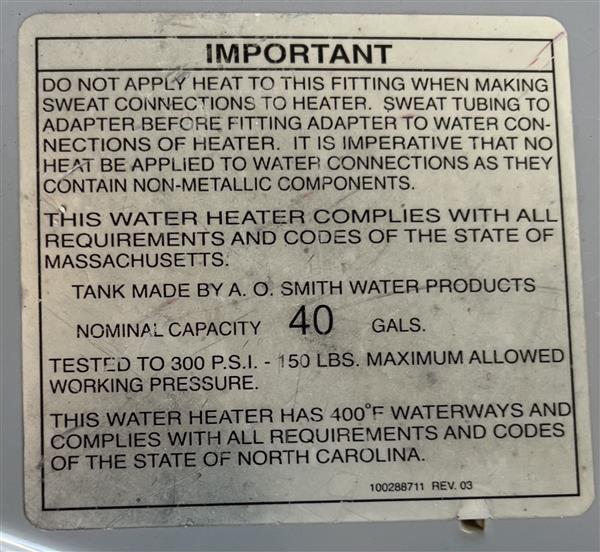 IMPORTANT
DO NOT APPLY HEAT TO THIS FITTING WHEN MAKING
SWEAT CONNECTIONS TO HEATER. SWEAT TUBING TO
ADAPTER BEFORE FITTING ADAPTER TO WATER CON-
NECTIONS OF HEATER. IT IS IMPERATIVE THAT NO
HEAT BE APPLIED TO WATER CONNECTIONS AS THEY
CONTAIN NON-METALLIC COMPONENTS.
THIS WATER HEATER COMPLIES WITH ALL
REQUIREMENTS AND CODES OF THE STATE OF
MASSACHUSETTS.
TANK MADE BY A. O. SMITH WATER PRODUCTS
NOMINAL CAPACITY 40 GALS.
TESTED TO 300 P.S.I. - 150 LBS. MAXIMUM ALLOWED
WORKING PRESSURE.
THIS WATER HEATER HAS 400°F WATERWAYS AND
COMPLIES WITH ALL REQUIREMENTS AND CODES
OF THE STATE OF NORTH CAROLINA.
100288711 REV. 03